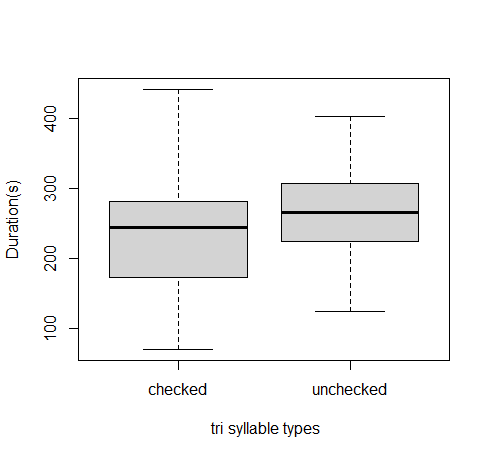 Duration(s)
400
300
200
100
checked unchecked
tri syllable types